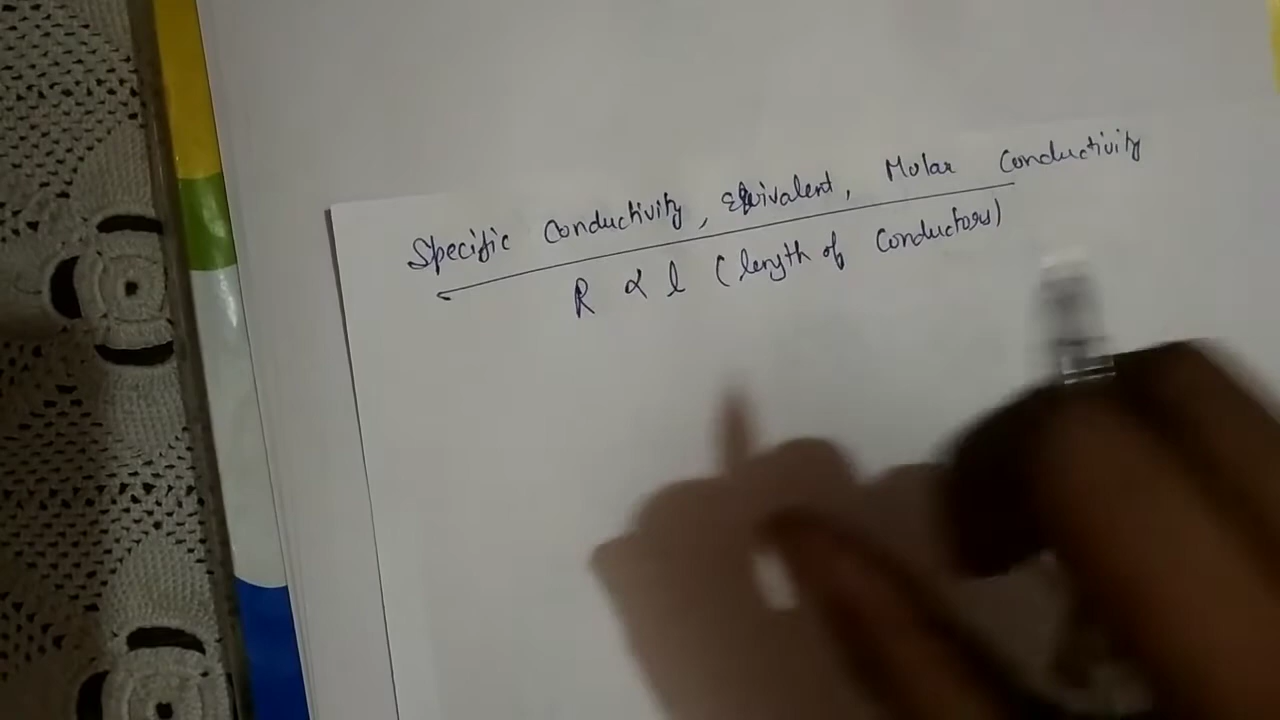 Specific Conductivity, Equivalent, Molar Conductivity
R ∝ l (length of Conductors)